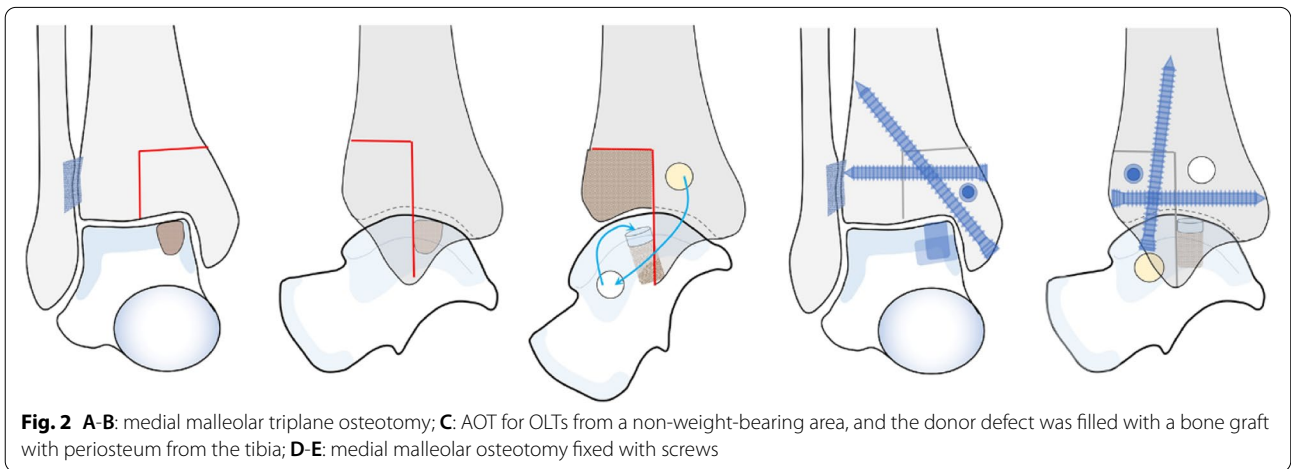 Fig. 2 A-B: medial malleolar triplane osteotomy; C: AOT for OLTs from a non-weight-bearing area, and the donor defect was filled with a bone graft
with periosteum from the tibia; D-E: medial malleolar osteotomy fixed with screws